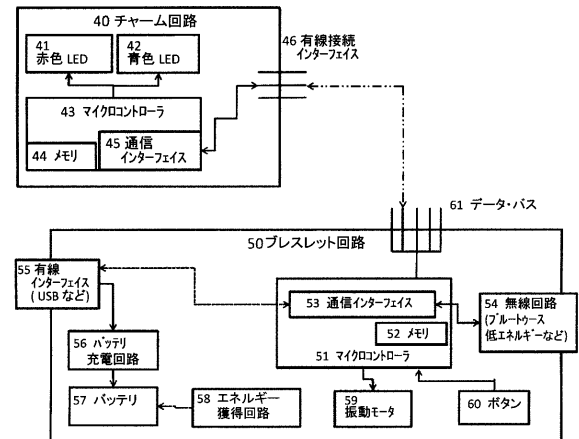 40 チャーム回路
41
赤色 LED
42
青色 LED
46 有線接続
インターフェイス
43 マイクロコントローラ
45 通信
インターフェイス
44 メモリ
61 データ・バス
50ブレスレット回路
55 有線
インターフェイス
(USBなど)
53 通信インターフェイス
54 無線回路
(ブルートゥース
低エネルギーなど)
52 メモリ
51 マイクロコントローラ
56 バッテリ
充電回路
57 バッテリ
58 エネルギー
獲得回路
59
振動モータ
60 ボタン